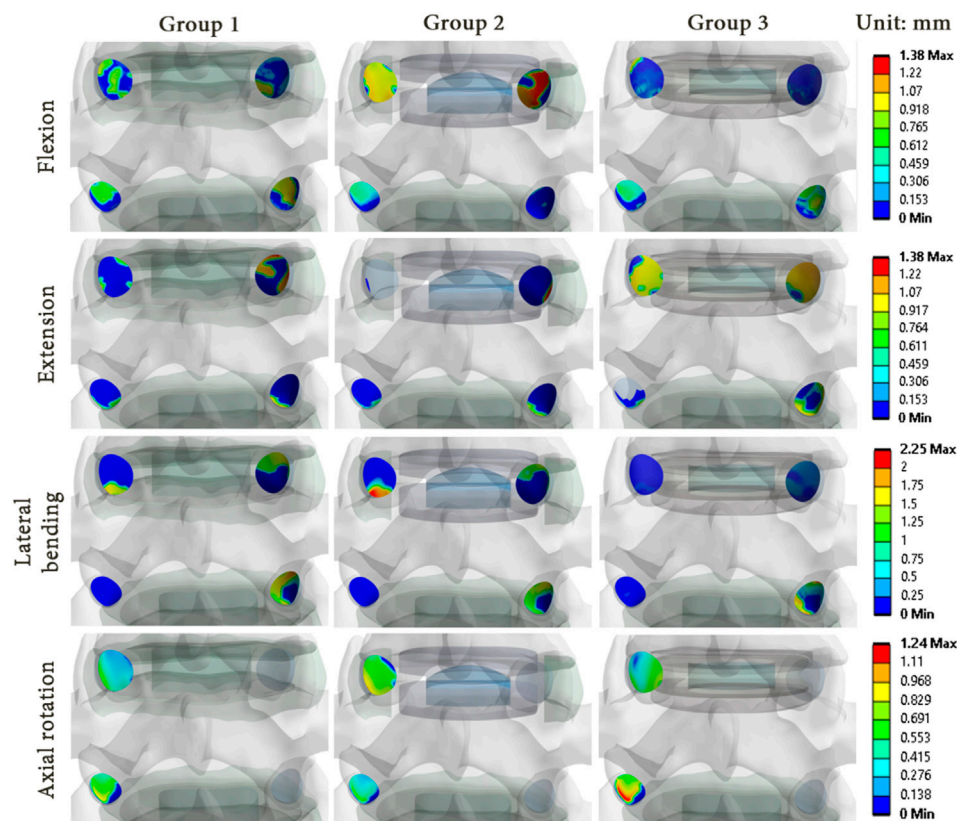 Group 1 Group 2 Group 3 Unit: mm
Flexion
1.38 Max
1.22
1.07
0.918
0.765
0.612
0.459
0.306
0.153
0 Min
Extension
1.38 Max
1.22
1.07
0.917
0.764
0.611
0.459
0.306
0.153
0 Min
Lateral
bending
2.25 Max
2
1.75
1.5
1.25
1
0.75
0.5
0.25
0 Min
Axial rotation
1.24 Max
1.11
0.968
0.829
0.691
0.553
0.415
0.276
0.138
0 Min